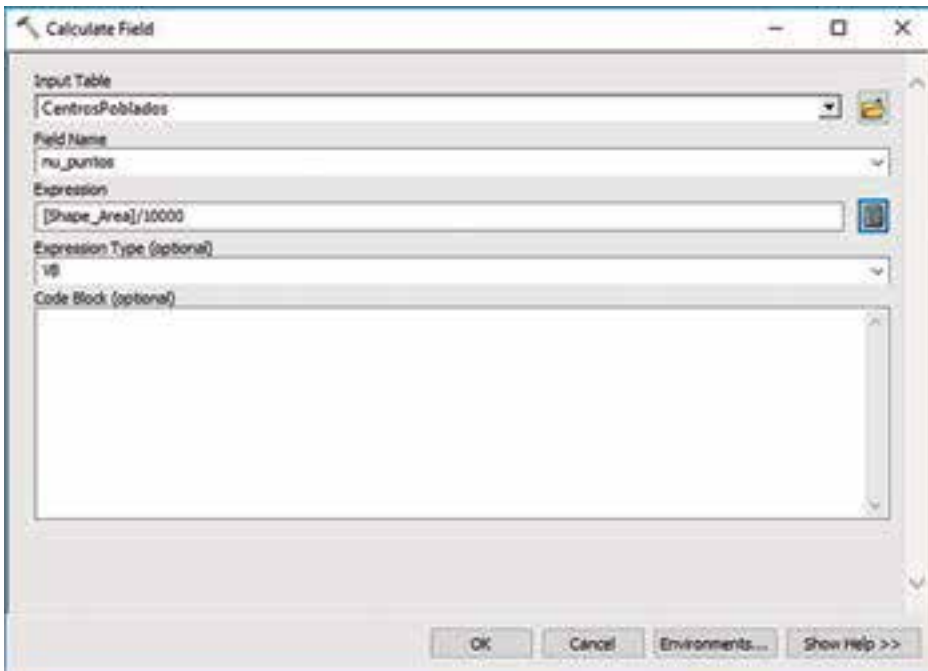 Calculate Field
Input Table
CentrosPoblados
Field Name
nu_puntos
Expression
[Shape_Area]/10000
Expression Type (optional)
VB
Code Block (optional)
OK Cancel Environments... Show Help >>